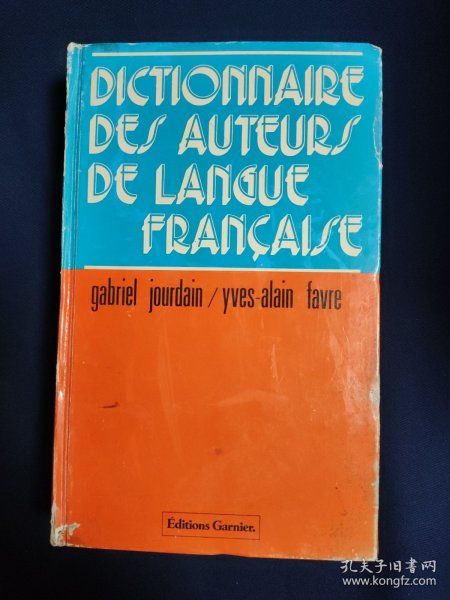 DICTIONNAIRE
DES AUTEURS
DE LANGUE
FRANÇAISE
gabriel jourdain / yves-alain favre
Éditions Garnier.
孔夫子旧书网
www.kongfz.com